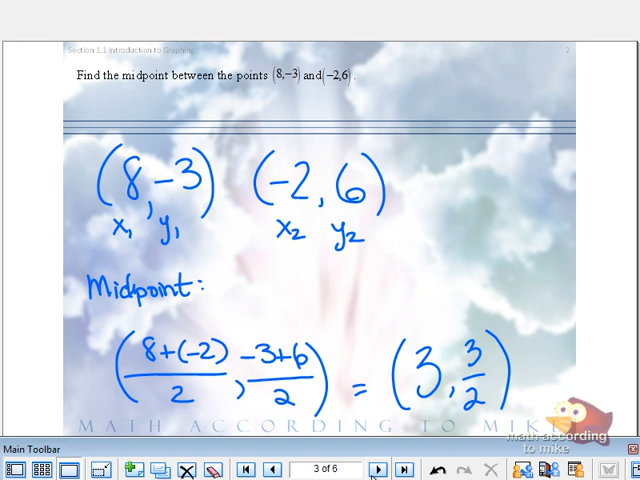 Section 1.1 Introduction to Graphing 2
Find the midpoint between the points (8,−3) and (−2,6).
(8, −3) (−2, 6)
x₁ y₁ x₂ y₂
Midpoint:
((8+(−2))/2, (−3+6)/2) = (3, 3/2)
MATH ACCORDING TO MIKE
math according
to mike
Main Toolbar
3 of 6